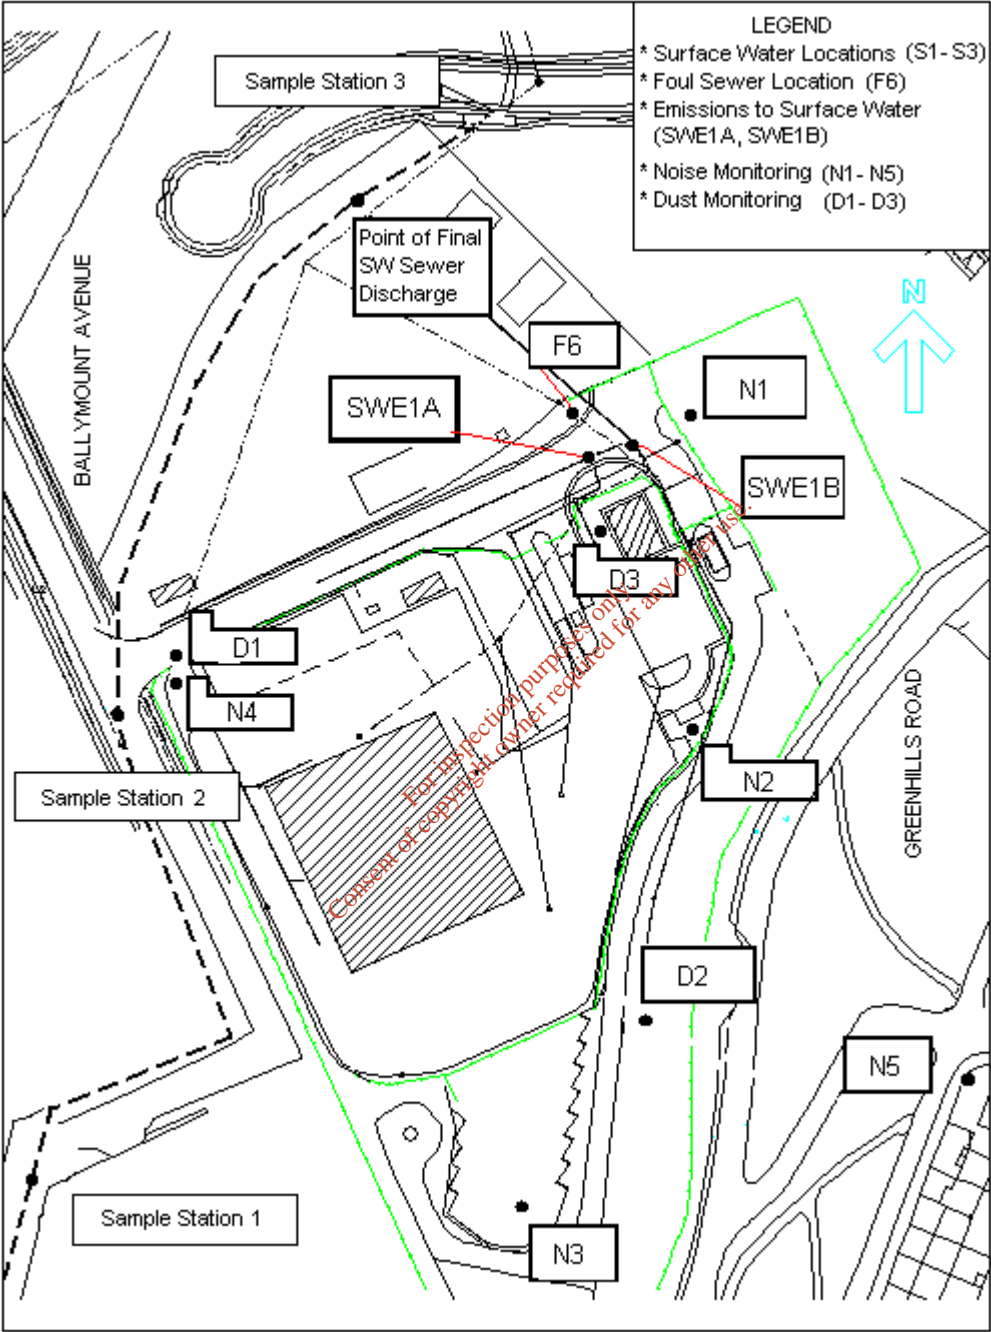 LEGEND
* Surface Water Locations (S1- S3)
* Foul Sewer Location (F6)
* Emissions to Surface Water
(SWE1A, SWE1B)
* Noise Monitoring (N1- N5)
* Dust Monitoring (D1- D3)
Sample Station 3
Point of Final
SW Sewer
Discharge
BALLYMOUNT AVENUE
N
F6
N1
SWE1A
SWE1B
D3
D1
N4
N2
Sample Station 2
GREENHILLS ROAD
For inspection purposes only.
Consent of copyright owner required for any other use.
D2
N5
Sample Station 1
N3